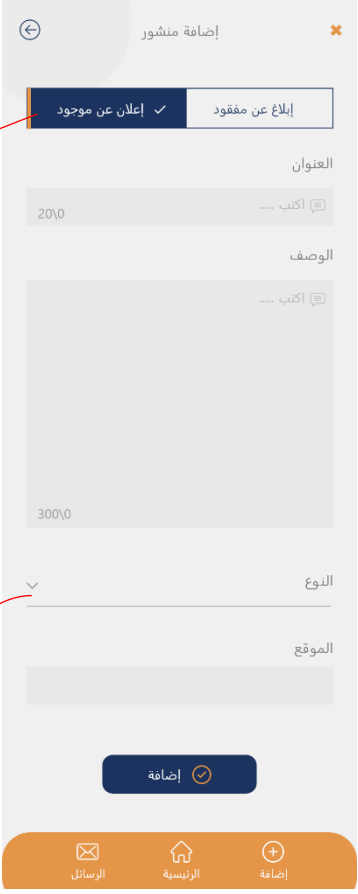 إضافة منشور
إبلاغ عن مفقود
إعلان عن موجود
العنوان
اكتب .....
20\0
الوصف
اكتب .....
300\0
النوع
الموقع
إضافة
إضافة
الرئيسية
الرسائل